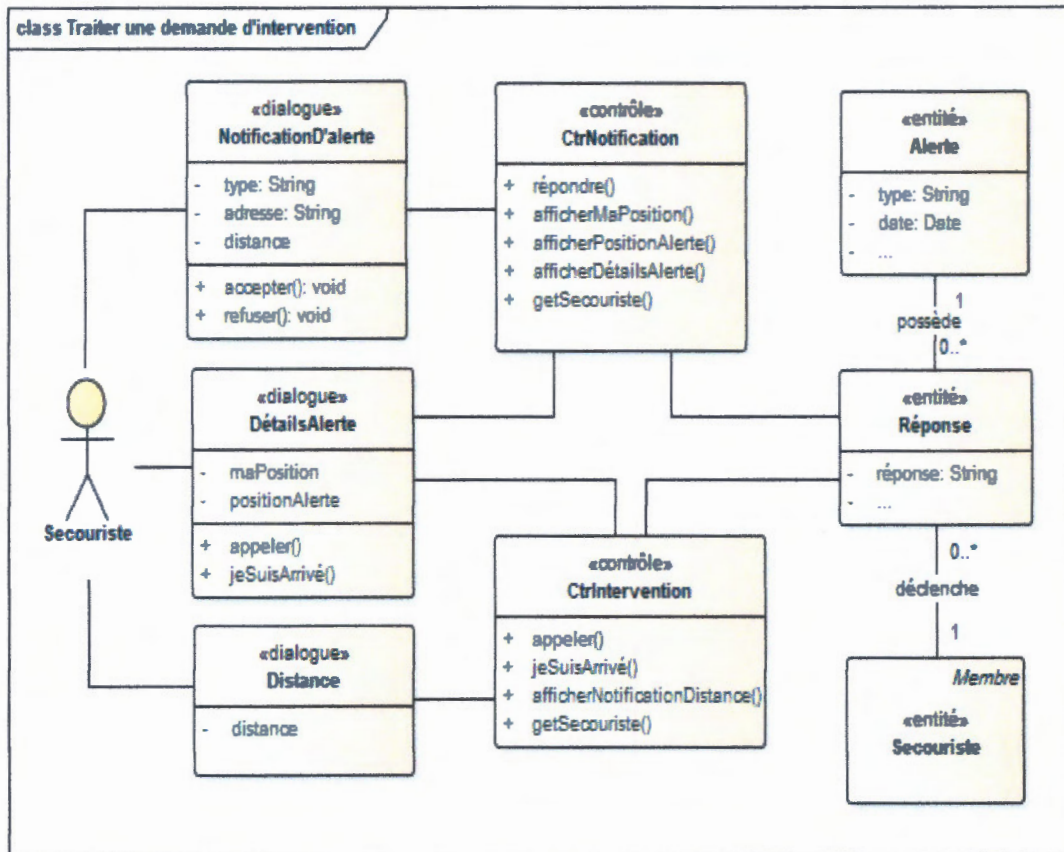 class Traiter une demande d'intervention
«dialogue»
NotificationD'alerte
- type: String
- adresse: String
- distance
+ accepter(): void
+ refuser(): void
«contrôle»
CtrNotification
+ répondre()
+ afficherMaPosition()
+ afficherPositionAlerte()
+ afficherDétailsAlerte()
+ getSecouriste()
«entité»
Alerte
- type: String
- date: Date
- ...
1
possède
0..*
«dialogue»
DétailsAlerte
- maPosition
- positionAlerte
+ appeler()
+ jeSuisArrivé()
«entité»
Réponse
- réponse: String
- ...
Secouriste
0..*
déclenche
1
«contrôle»
CtrIntervention
+ appeler()
+ jeSuisArrivé()
+ afficherNotificationDistance()
+ getSecouriste()
«dialogue»
Distance
- distance
Membre
«entité»
Secouriste